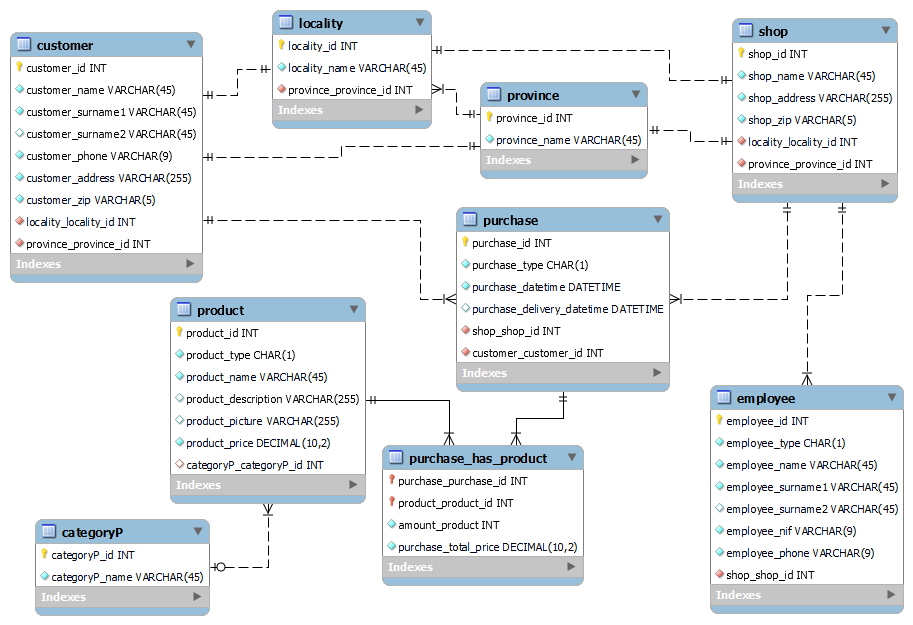 customer
customer_id INT
customer_name VARCHAR(45)
customer_surname1 VARCHAR(45)
customer_surname2 VARCHAR(45)
customer_phone VARCHAR(9)
customer_address VARCHAR(255)
customer_zip VARCHAR(5)
locality_locality_id INT
province_province_id INT
Indexes
locality
locality_id INT
locality_name VARCHAR(45)
province_province_id INT
Indexes
province
province_id INT
province_name VARCHAR(45)
Indexes
shop
shop_id INT
shop_name VARCHAR(45)
shop_address VARCHAR(255)
shop_zip VARCHAR(5)
locality_locality_id INT
province_province_id INT
Indexes
purchase
purchase_id INT
purchase_type CHAR(1)
purchase_datetime DATETIME
purchase_delivery_datetime DATETIME
shop_shop_id INT
customer_customer_id INT
Indexes
product
product_id INT
product_type CHAR(1)
product_name VARCHAR(45)
product_description VARCHAR(255)
product_picture VARCHAR(255)
product_price DECIMAL(10,2)
categoryP_categoryP_id INT
Indexes
employee
employee_id INT
employee_type CHAR(1)
employee_name VARCHAR(45)
employee_surname1 VARCHAR(45)
employee_surname2 VARCHAR(45)
employee_nif VARCHAR(9)
employee_phone VARCHAR(9)
shop_shop_id INT
Indexes
purchase_has_product
purchase_purchase_id INT
product_product_id INT
amount_product INT
purchase_total_price DECIMAL(10,2)
Indexes
categoryP
categoryP_id INT
categoryP_name VARCHAR(45)
Indexes